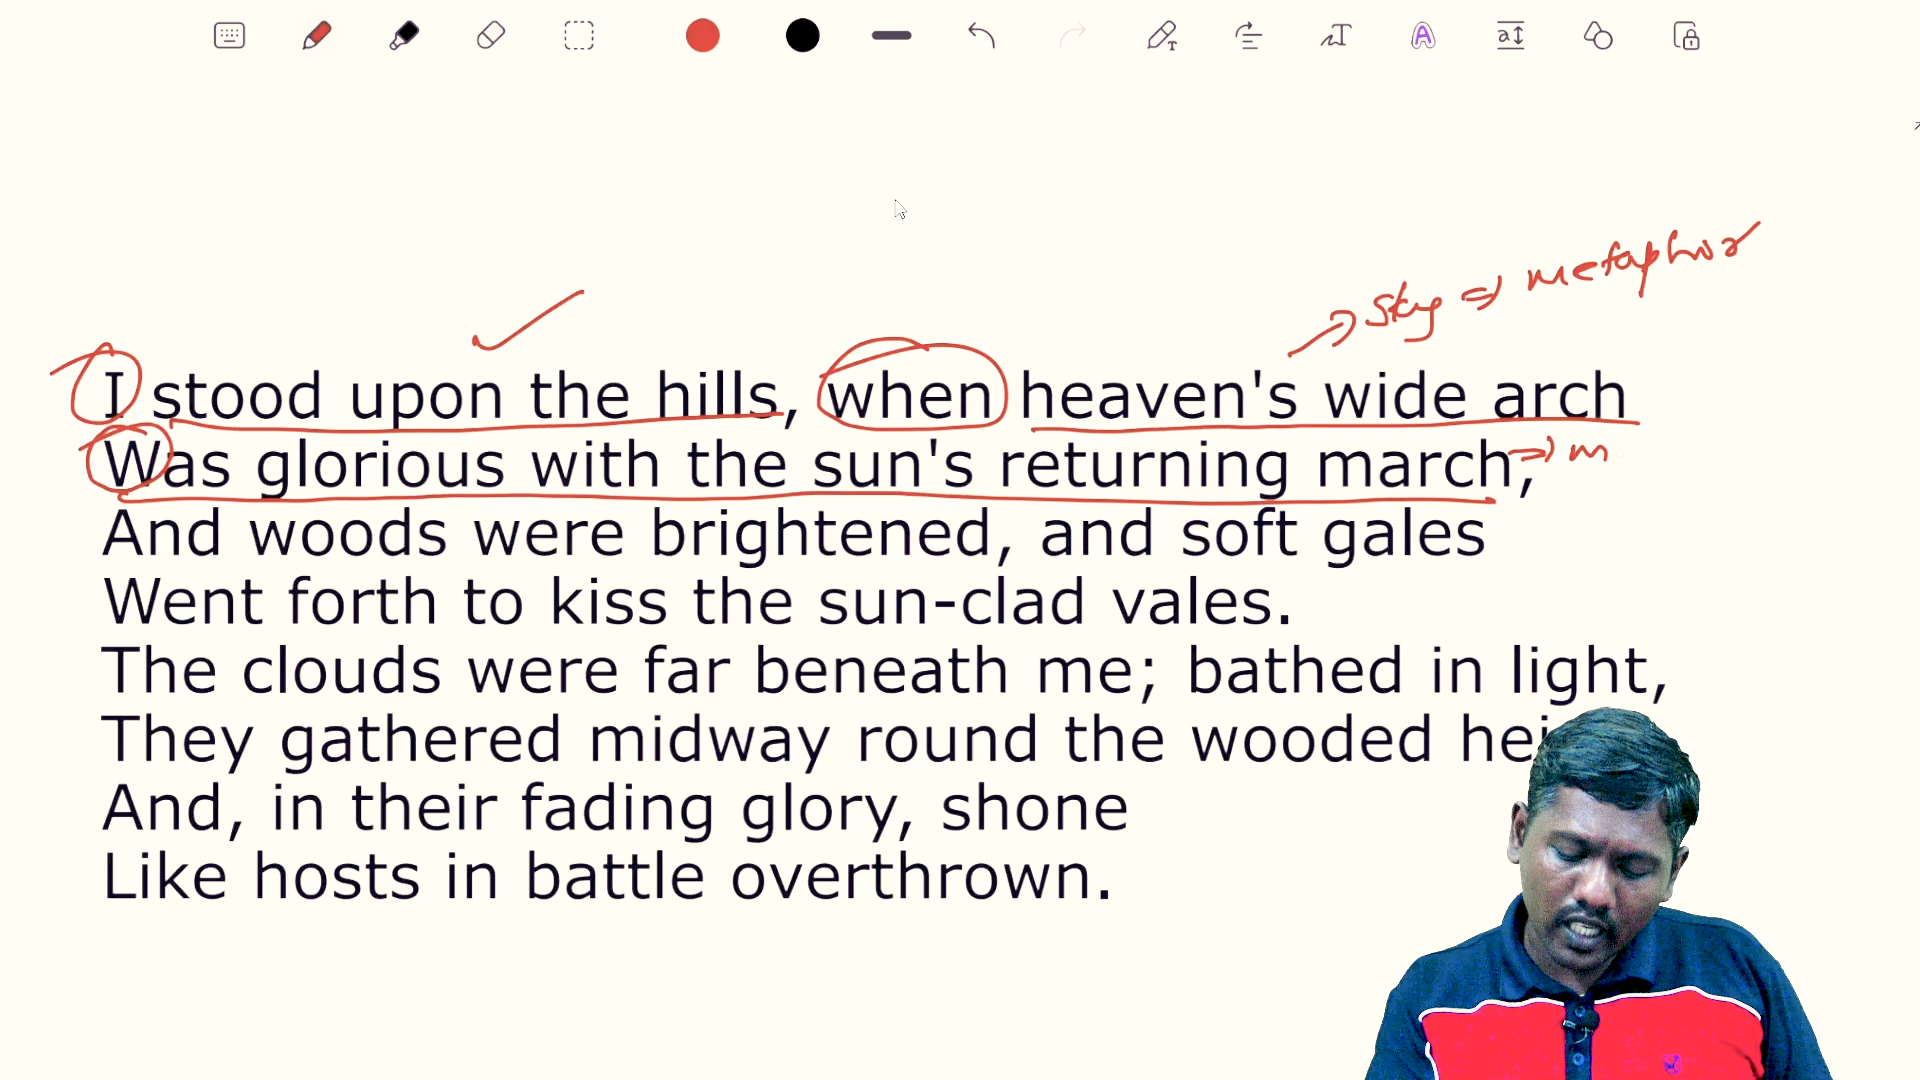 Sky ⇒ metaphor
I stood upon the hills, when heaven's wide arch
Was glorious with the sun's returning march, → m
And woods were brightened, and soft gales
Went forth to kiss the sun-clad vales.
The clouds were far beneath me; bathed in light,
They gathered midway round the wooded hei
And, in their fading glory, shone
Like hosts in battle overthrown.